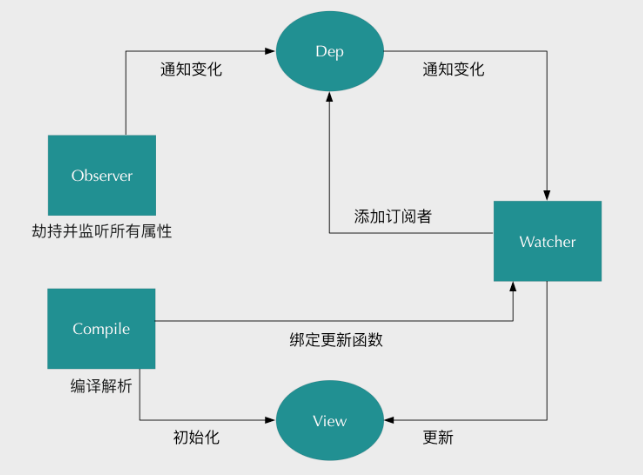 Dep
通知变化
通知变化
Observer
劫持并监听所有属性
添加订阅者
Watcher
Compile
绑定更新函数
编译解析
View
初始化
更新